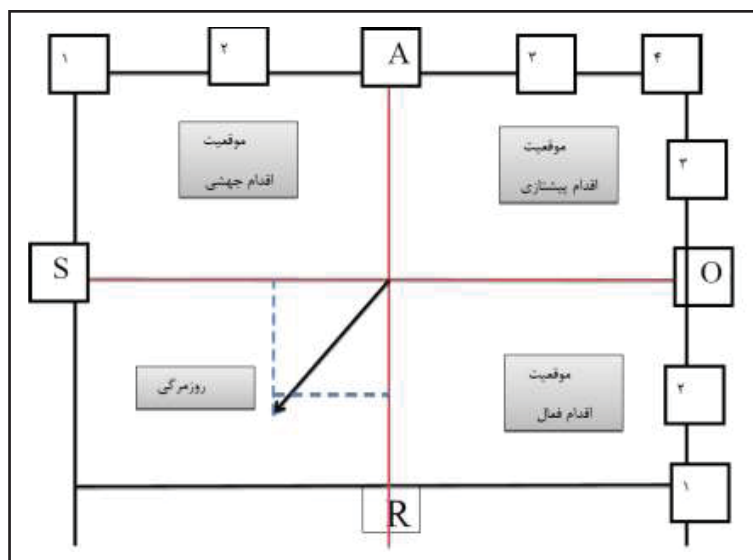 ۱
۲
A
۳
۴
موقعیت
اقدام جهشی
موقعیت
اقدام پیشتازی
۳
S
O
روزمرگی
موقعیت
اقدام فعال
۲
۱
R